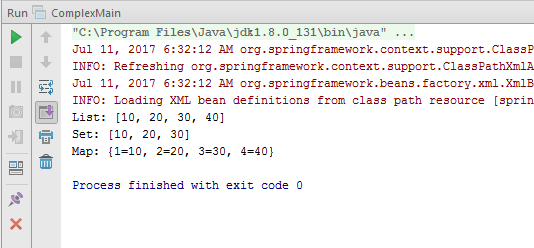 Run ComplexMain
"C:\Program Files\Java\jdk1.8.0_131\bin\java" ...
Jul 11, 2017 6:32:12 AM org.springframework.context.support.ClassP
INFO: Refreshing org.springframework.context.support.ClassPathXmlA
Jul 11, 2017 6:32:12 AM org.springframework.beans.factory.xml.XmlB
INFO: Loading XML bean definitions from class path resource [sprin
List: [10, 20, 30, 40]
Set: [10, 20, 30]
Map: {1=10, 2=20, 3=30, 4=40}
Process finished with exit code 0